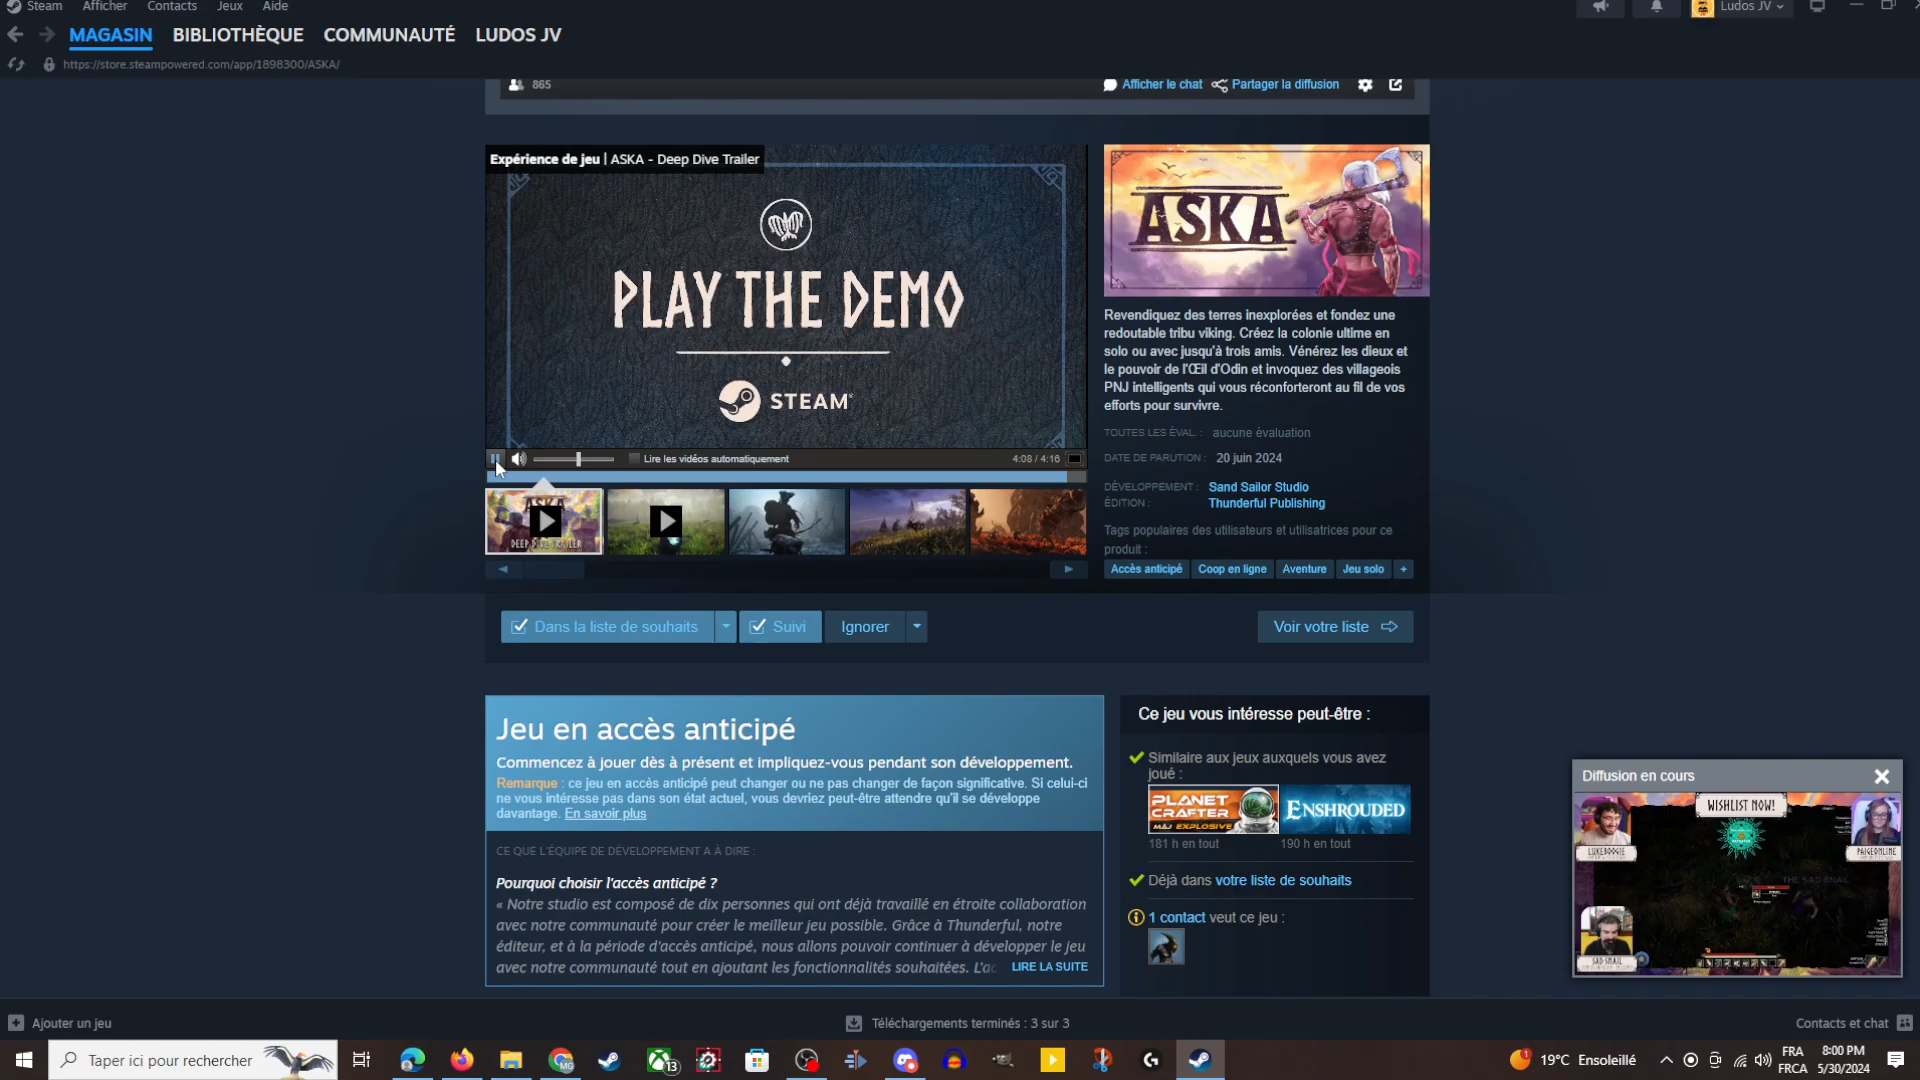 Steam Afficher Contacts Jeux Aide
Ludos JV
MAGASIN BIBLIOTHÈQUE COMMUNAUTÉ LUDOS JV
https://store.steampowered.com/app/1898300/ASKA/
865
Afficher le chat Partager la diffusion
Expérience de jeu | ASKA - Deep Dive Trailer
PLAY THE DEMO
STEAM
Lire les vidéos automatiquement
4:08 / 4:16
ASKA
DEEP DIVE TRAILER
ASKA
Revendiquez des terres inexplorées et fondez une
redoutable tribu viking. Créez la colonie ultime en
solo ou avec jusqu'à trois amis. Vénérez les dieux et
le pouvoir de l'Œil d'Odin et invoquez des villageois
PNJ intelligents qui vous réconforteront au fil de vos
efforts pour survivre.
TOUTES LES ÉVAL. : aucune évaluation
DATE DE PARUTION : 20 juin 2024
DÉVELOPPEMENT : Sand Sailor Studio
ÉDITION : Thunderful Publishing
Tags populaires des utilisateurs et utilisatrices pour ce
produit :
Accès anticipé Coop en ligne Aventure Jeu solo +
Dans la liste de souhaits Suivi Ignorer
Voir votre liste
Jeu en accès anticipé
Commencez à jouer dès à présent et impliquez-vous pendant son développement.
Remarque : ce jeu en accès anticipé peut changer ou ne pas changer de façon significative. Si celui-ci
ne vous intéresse pas dans son état actuel, vous devriez peut-être attendre qu'il se développe
davantage. En savoir plus
CE QUE L'ÉQUIPE DE DÉVELOPPEMENT A À DIRE :
Pourquoi choisir l'accès anticipé ?
« Notre studio est composé de dix personnes qui ont déjà travaillé en étroite collaboration
avec notre communauté pour créer le meilleur jeu possible. Grâce à Thunderful, notre
éditeur, et à la période d'accès anticipé, nous allons pouvoir continuer à développer le jeu
avec notre communauté tout en ajoutant les fonctionnalités souhaitées. L'ac
LIRE LA SUITE
Ce jeu vous intéresse peut-être :
Similaire aux jeux auxquels vous avez
joué :
PLANET
CRAFTER
MÀJ EXPLOSIVE
ENSHROUDED
181 h en tout 190 h en tout
Déjà dans votre liste de souhaits
1 contact veut ce jeu :
Diffusion en cours
WISHLIST NOW!
LUKEBOOGIE
PAIGEONLINE
THE SAD SNAIL
SAD SNAIL
Ajouter un jeu
Téléchargements terminés : 3 sur 3
Contacts et chat
Taper ici pour rechercher
13
1
19°C Ensoleillé
FRA
FRCA
8:00 PM
5/30/2024